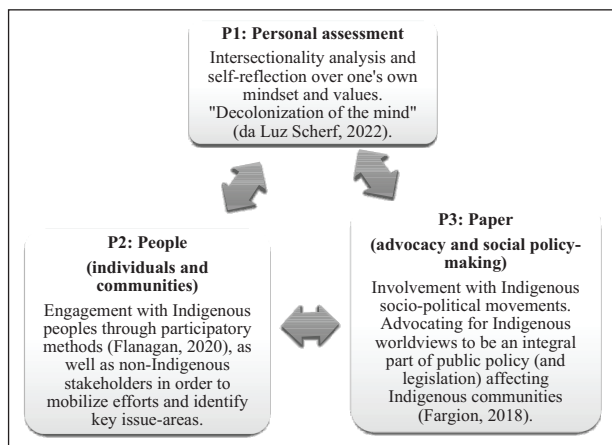 P1: Personal assessment
Intersectionality analysis and
self-reflection over one's own
mindset and values.
"Decolonization of the mind"
(da Luz Scherf, 2022).
P2: People
(individuals and
communities)
Engagement with Indigenous
peoples through participatory
methods (Flanagan, 2020), as
well as non-Indigenous
stakeholders in order to
mobilize efforts and identify
key issue-areas.
P3: Paper
(advocacy and social policy-
making)
Involvement with Indigenous
socio-political movements.
Advocating for Indigenous
worldviews to be an integral
part of public policy (and
legislation) affecting
Indigenous communities
(Fargion, 2018).